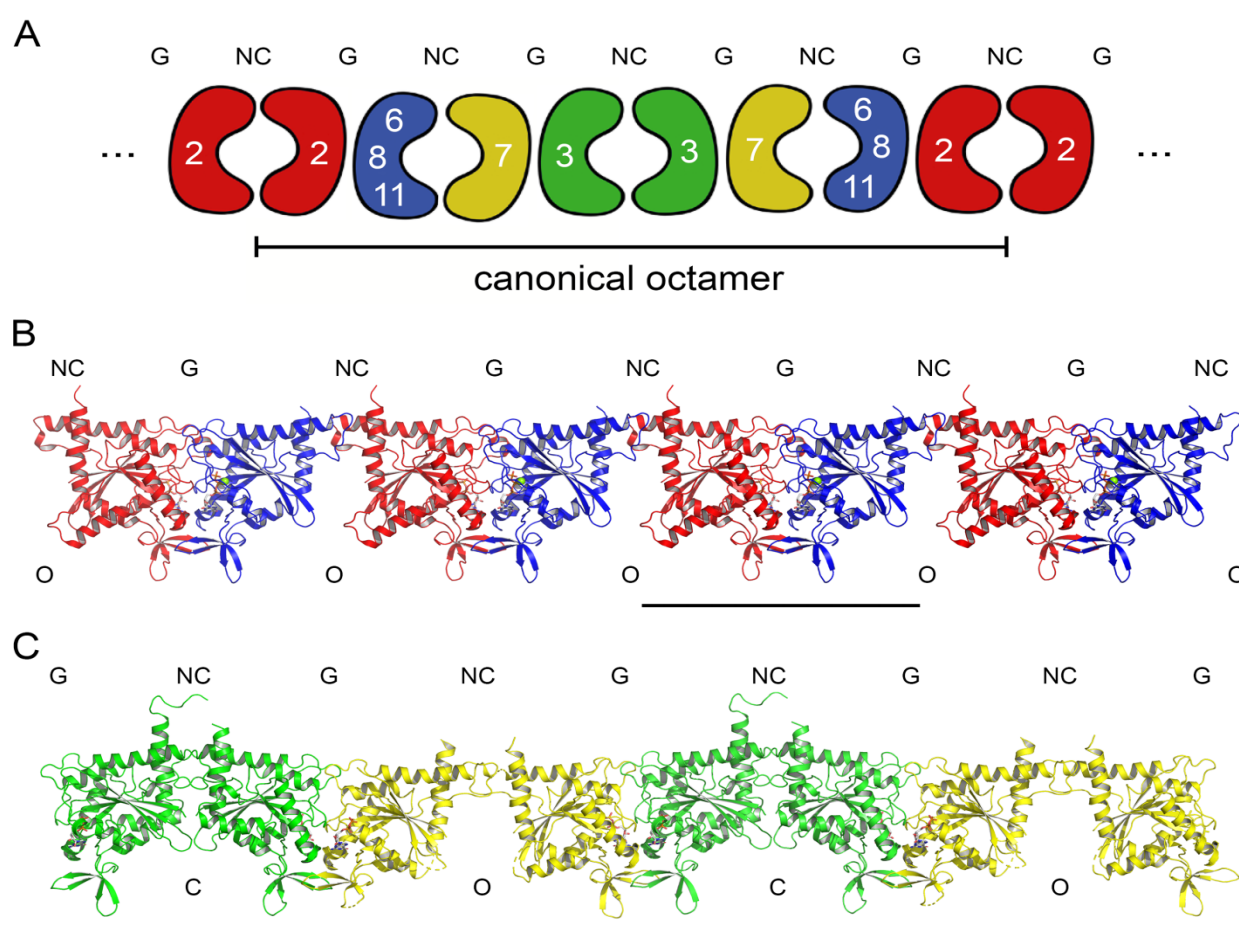 A
G NC G NC G NC G NC G NC G
... 2 2 6 8 11 7 3 3 7 6 8 11 2 2 ...
canonical octamer
B
NC G NC G NC G NC G NC
O O O O O
C
G NC G NC G NC G NC G
C O C O